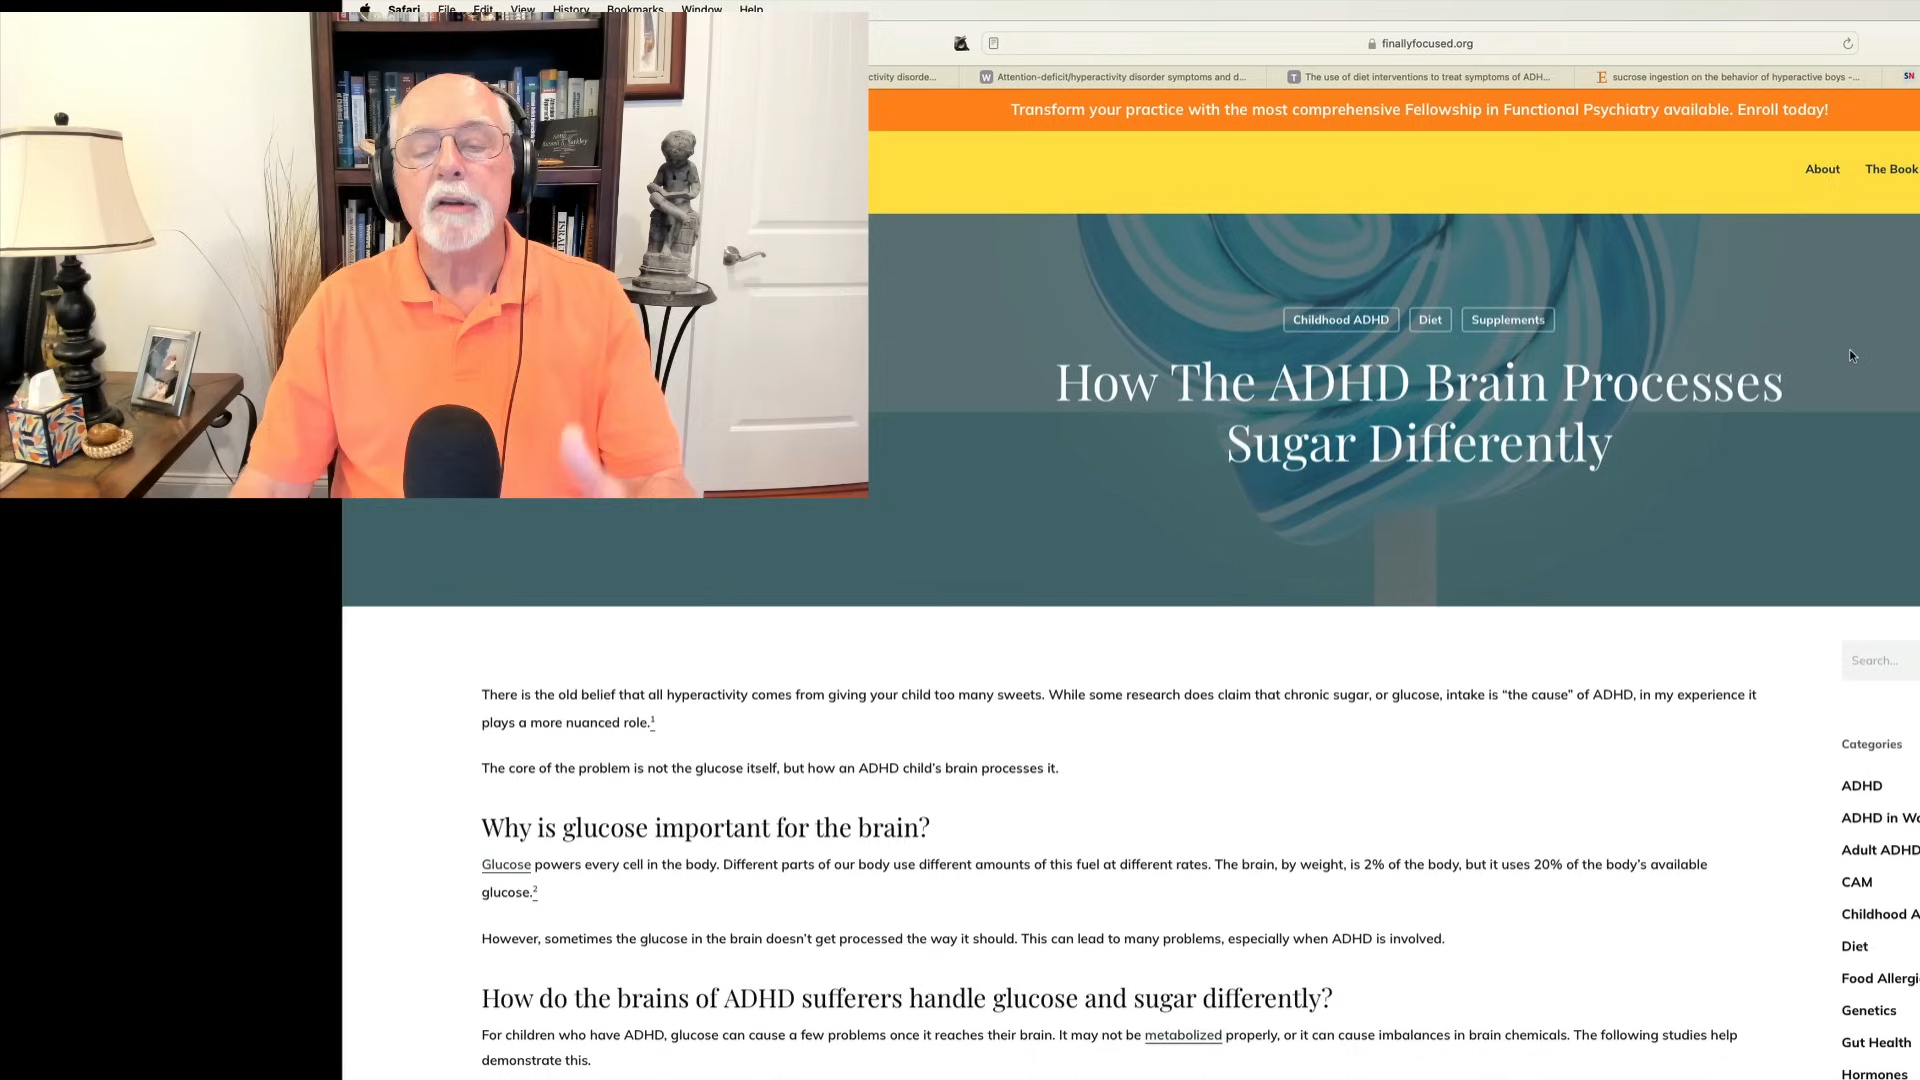 Safari File Edit View History Bookmarks Window Help
finallyfocused.org
ctivity disorde...
W Attention-deficit/hyperactivity disorder symptoms and d...
T The use of diet interventions to treat symptoms of ADH...
E sucrose ingestion on the behavior of hyperactive boys -...
SN
Transform your practice with the most comprehensive Fellowship in Functional Psychiatry available. Enroll today!
About The Book
Childhood ADHD Diet Supplements
How The ADHD Brain Processes
Sugar Differently
There is the old belief that all hyperactivity comes from giving your child too many sweets. While some research does claim that chronic sugar, or glucose, intake is “the cause” of ADHD, in my experience it
plays a more nuanced role.1
The core of the problem is not the glucose itself, but how an ADHD child’s brain processes it.
Why is glucose important for the brain?
Glucose powers every cell in the body. Different parts of our body use different amounts of this fuel at different rates. The brain, by weight, is 2% of the body, but it uses 20% of the body’s available
glucose.2
However, sometimes the glucose in the brain doesn’t get processed the way it should. This can lead to many problems, especially when ADHD is involved.
How do the brains of ADHD sufferers handle glucose and sugar differently?
For children who have ADHD, glucose can cause a few problems once it reaches their brain. It may not be metabolized properly, or it can cause imbalances in brain chemicals. The following studies help
demonstrate this.
Search...
Categories
ADHD
ADHD in Wo
Adult ADHD
CAM
Childhood A
Diet
Food Allergi
Genetics
Gut Health
Hormones